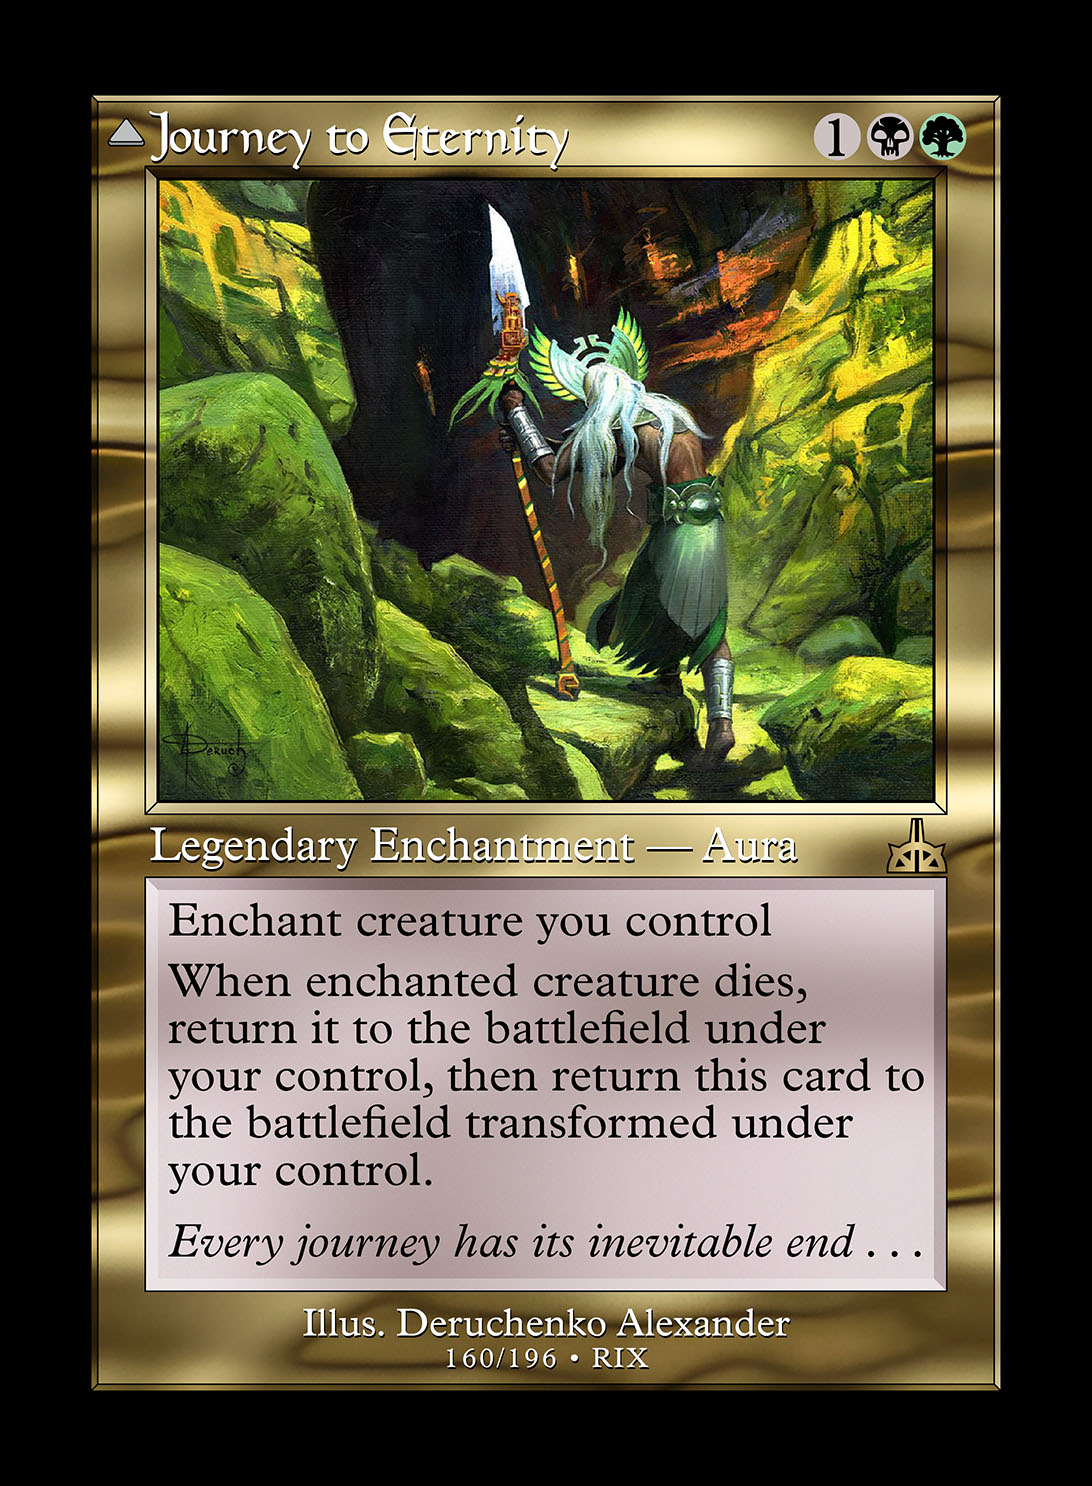 Journey to Eternity 1
Deruch
Legendary Enchantment — Aura
Enchant creature you control
When enchanted creature dies,
return it to the battlefield under
your control, then return this card to
the battlefield transformed under
your control.
Every journey has its inevitable end . . .
Illus. Deruchenko Alexander
160/196 • RIX